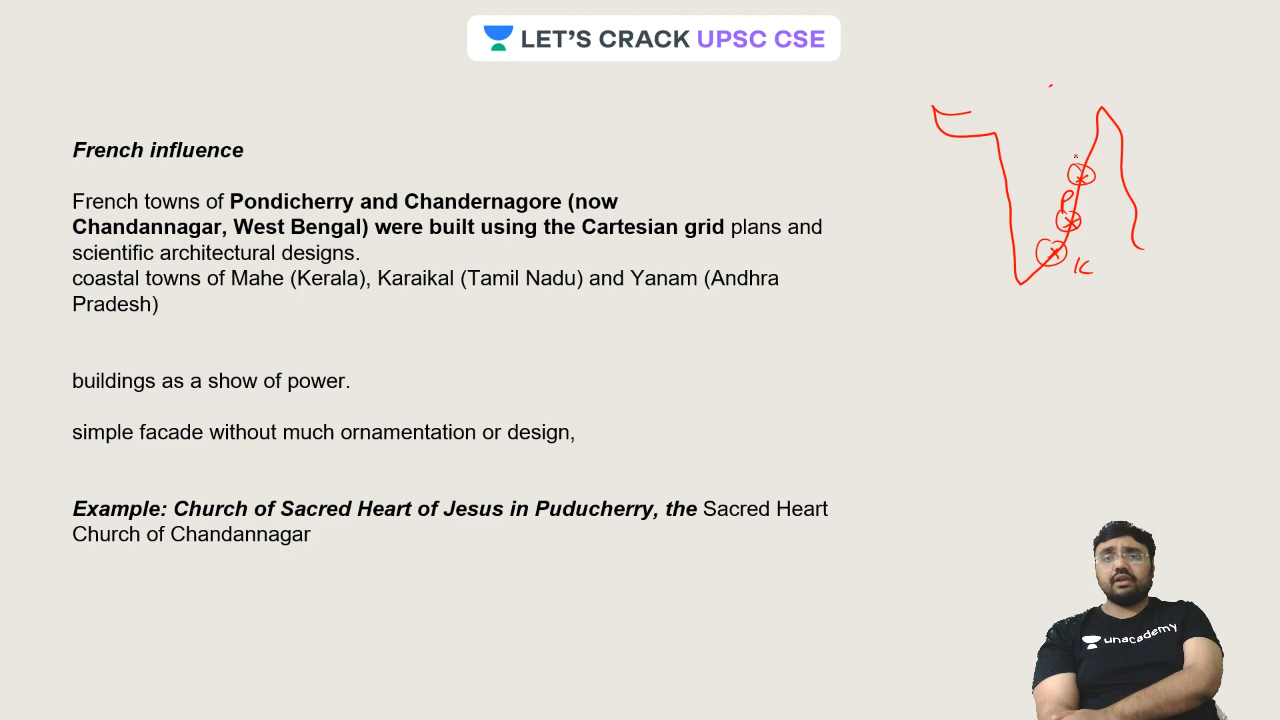 LET'S CRACK UPSC CSE
French influence
French towns of Pondicherry and Chandernagore (now
Chandannagar, West Bengal) were built using the Cartesian grid plans and
scientific architectural designs.
coastal towns of Mahe (Kerala), Karaikal (Tamil Nadu) and Yanam (Andhra
Pradesh)
buildings as a show of power.
simple facade without much ornamentation or design,
Example: Church of Sacred Heart of Jesus in Puducherry, the Sacred Heart
Church of Chandannagar
P
K
unacademy